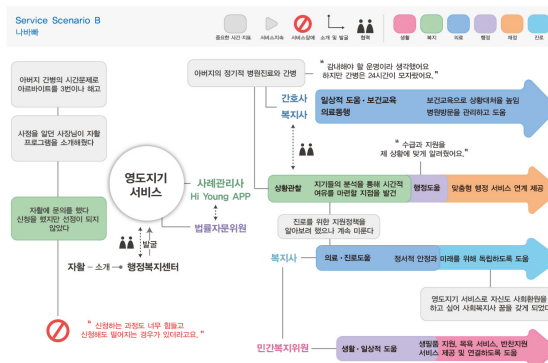 Service Scenario B
나바빠
중요한 사건·지원
서비스지속
서비스장애
소개 및 발굴
협력
생활
복지
의료
행정
재정
진로
아버지 간병의 시간문제로
아르바이트를 3번이나 해고
사정을 알던 사장님이 자활
프로그램을 소개해줬다
자활에 문의를 했다
신청을 했지만 선정이 되지
않았다
" 신청하는 과정도 너무 힘들고
신청해도 떨어지는 경우가 있더라고요. "
영도지기
서비스
사례관리사
Hi Young APP
법률자문위원
발굴
자활 – 소개 → 행정복지센터
아버지의 정기적 병원진료와 간병
" 감내해야 할 운명이라 생각했어요
하지만 간병은 24시간이 모자랐어요. "
간호사
복지사
일상적 도움·보건교육
의료동행
보건교육으로 상황대처율 높임
병원방문을 관리하고 도움
" 수급과 지원을
제 상황에 맞게 알려줬어요. "
상황관찰
지기들의 분석을 통해 시간적
여유를 마련할 지점을 발견
행정도움
맞춤형 행정 서비스 연계 제공
진로를 위한 지원정책을
알아보려 했으나 계속 미룬다
복지사
의료·진로도움
정서적 안정과 미래를 위해 독립하도록 도움
영도지기 서비스로 자신도 사회환원을
하고 싶어 사회복지사 꿈을 갖게 되었다
민간복지위원
생활·일상적 도움
생필품 지원, 목욕 서비스, 반찬지원
서비스 제공 및 연결하도록 도움